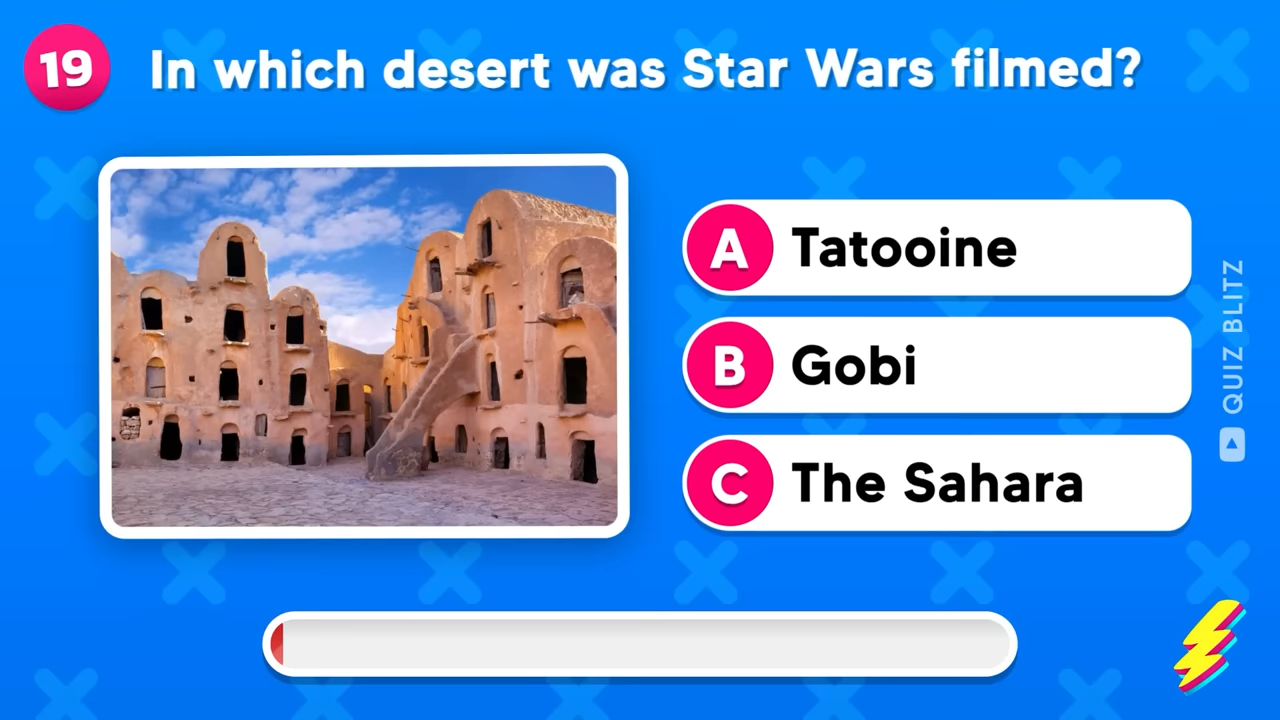 19
In which desert was Star Wars filmed?
A Tatooine
B Gobi
C The Sahara
QUIZ BLITZ